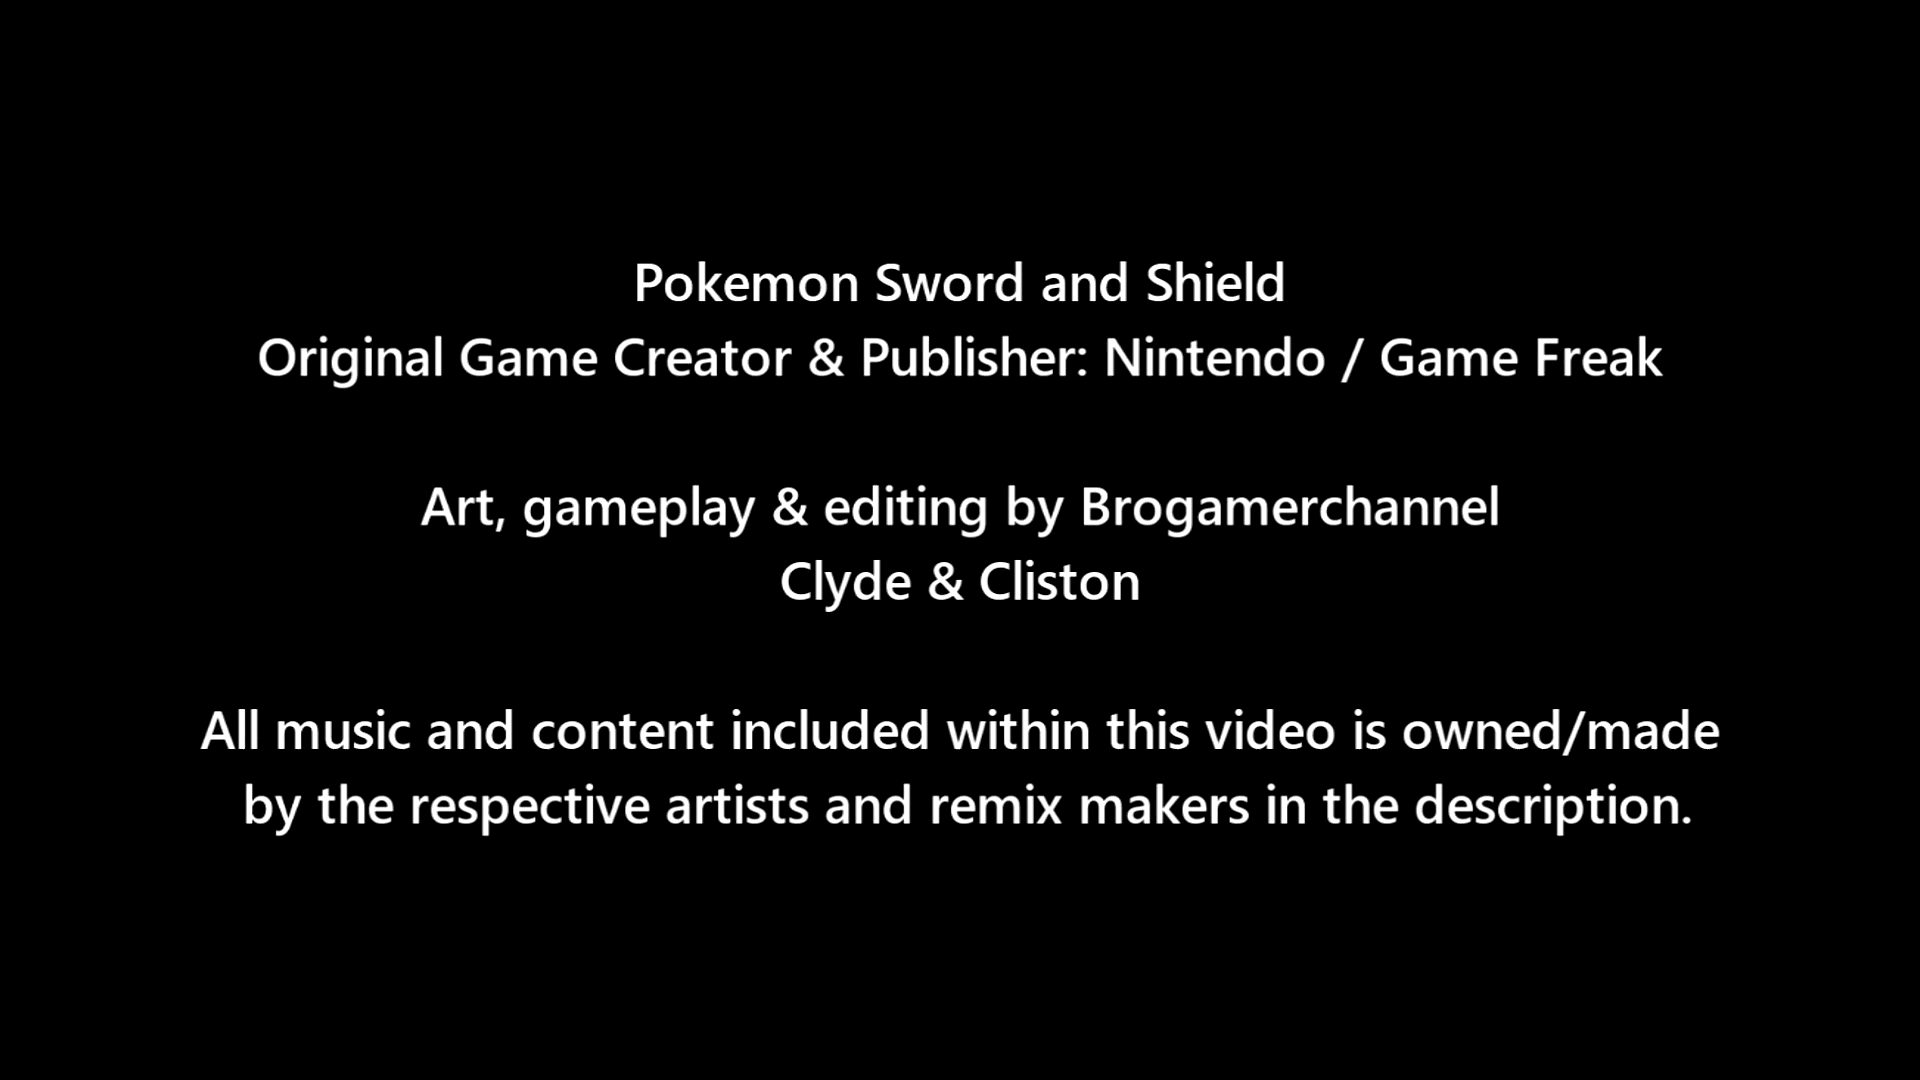 Pokemon Sword and Shield
Original Game Creator & Publisher: Nintendo / Game Freak
Art, gameplay & editing by Brogamerchannel
Clyde & Cliston
All music and content included within this video is owned/made
by the respective artists and remix makers in the description.